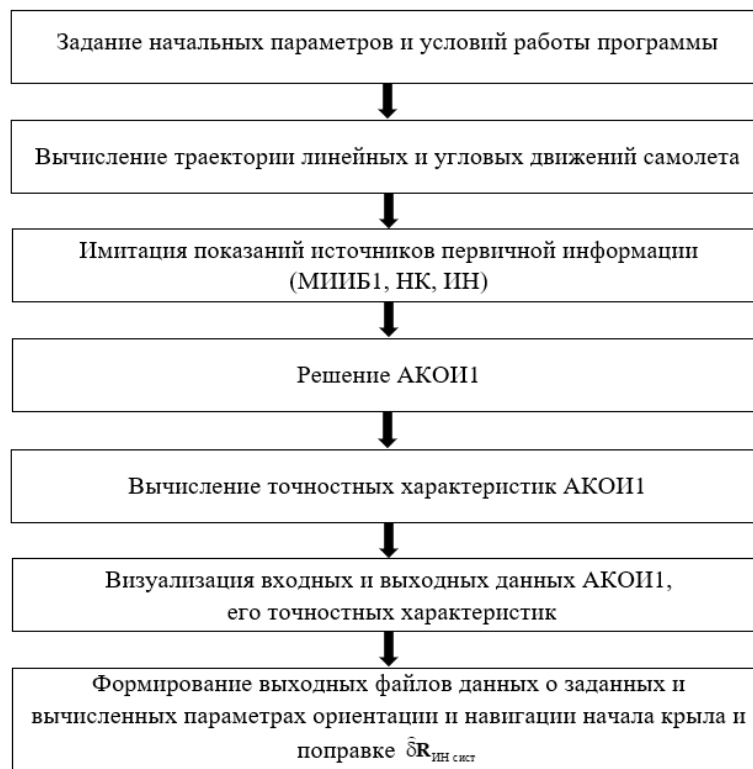 Задание начальных параметров и условий работы программы
Вычисление траектории линейных и угловых движений самолета
Имитация показаний источников первичной информации
(МИИБ1, НК, ИН)
Решение АКОИ1
Вычисление точностных характеристик АКОИ1
Визуализация входных и выходных данных АКОИ1,
его точностных характеристик
Формирование выходных файлов данных о заданных и
вычисленных параметрах ориентации и навигации начала крыла и
поправке δ̂R ИН сист